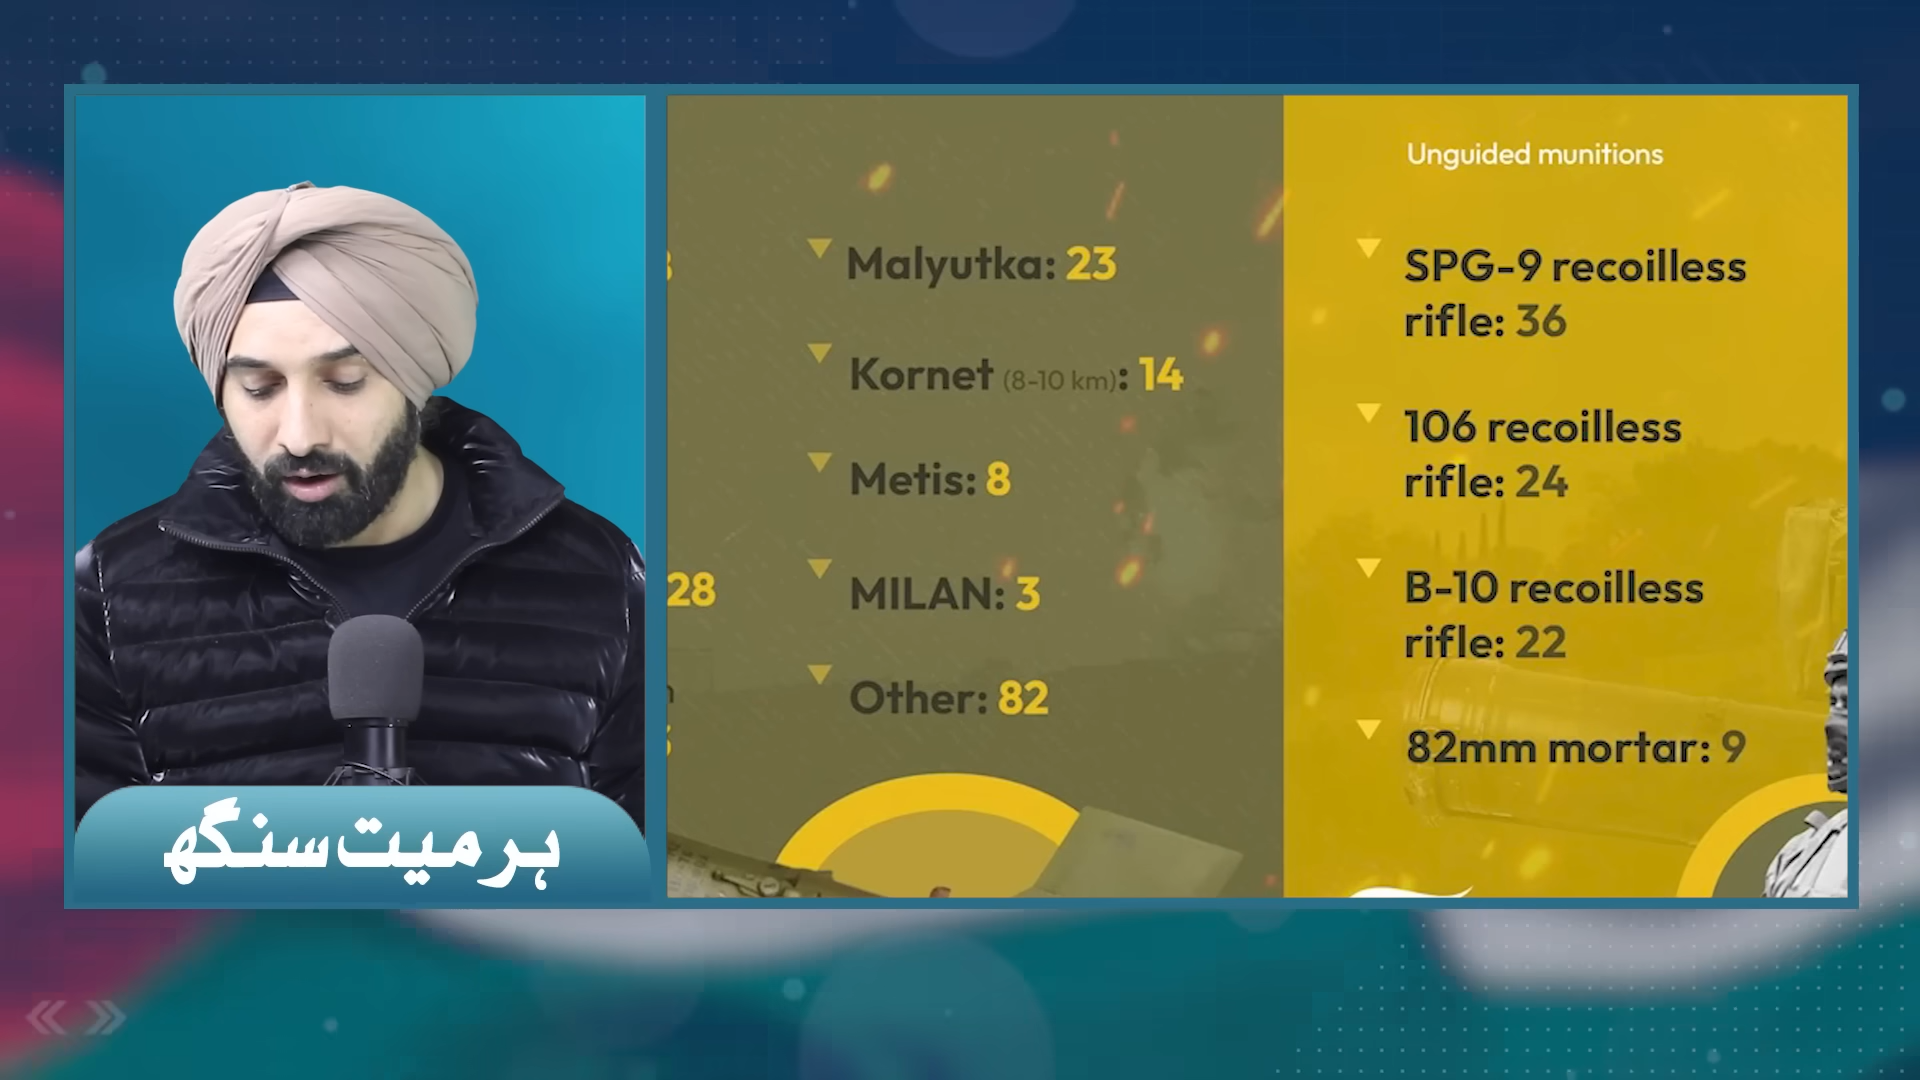 ہرمیت سنگھ
28
Malyutka: 23
Kornet (8-10 km): 14
Metis: 8
MILAN: 3
Other: 82
Unguided munitions
SPG-9 recoilless
rifle: 36
106 recoilless
rifle: 24
B-10 recoilless
rifle: 22
82mm mortar: 9